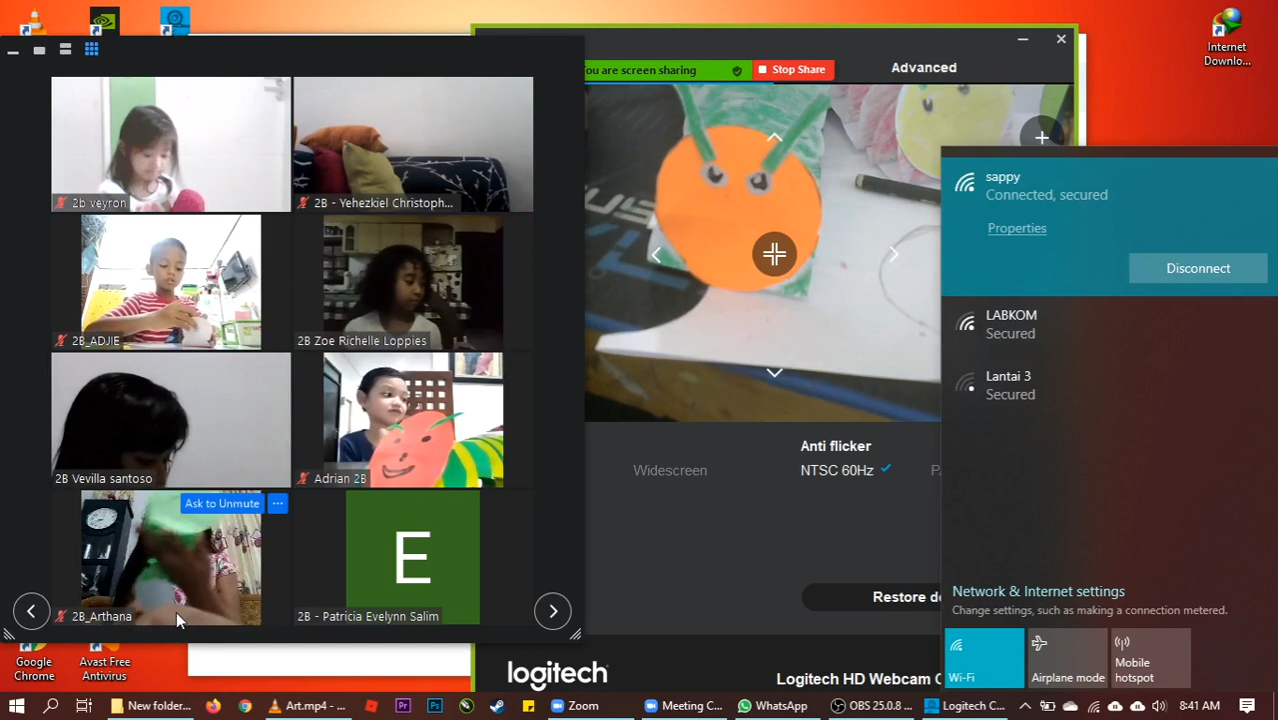 Internet
Downlo...
You are screen sharing
Stop Share
Advanced
2b veyron
2B - Yehezkiel Christoph...
2B_ADJIE
2B Zoe Richelle Loppies
2B Vevilla santoso
Adrian 2B
Ask to Unmute
...
2B_Arthana
E
2B - Patricia Evelynn Salim
sappy
Connected, secured
Properties
Disconnect
LABKOM
Secured
Lantai 3
Secured
Anti flicker
Widescreen
NTSC 60Hz
Restore de
Network & Internet settings
Change settings, such as making a connection metered.
Wi-Fi
Airplane mode
Mobile
hotspot
logitech
Logitech HD Webcam C
Google
Chrome
Avast Free
Antivirus
New folder...
Art.mp4 - ...
Pr
Ps
Zoom
Meeting C...
WhatsApp
OBS 25.0.8 ...
Logitech C...
8:41 AM